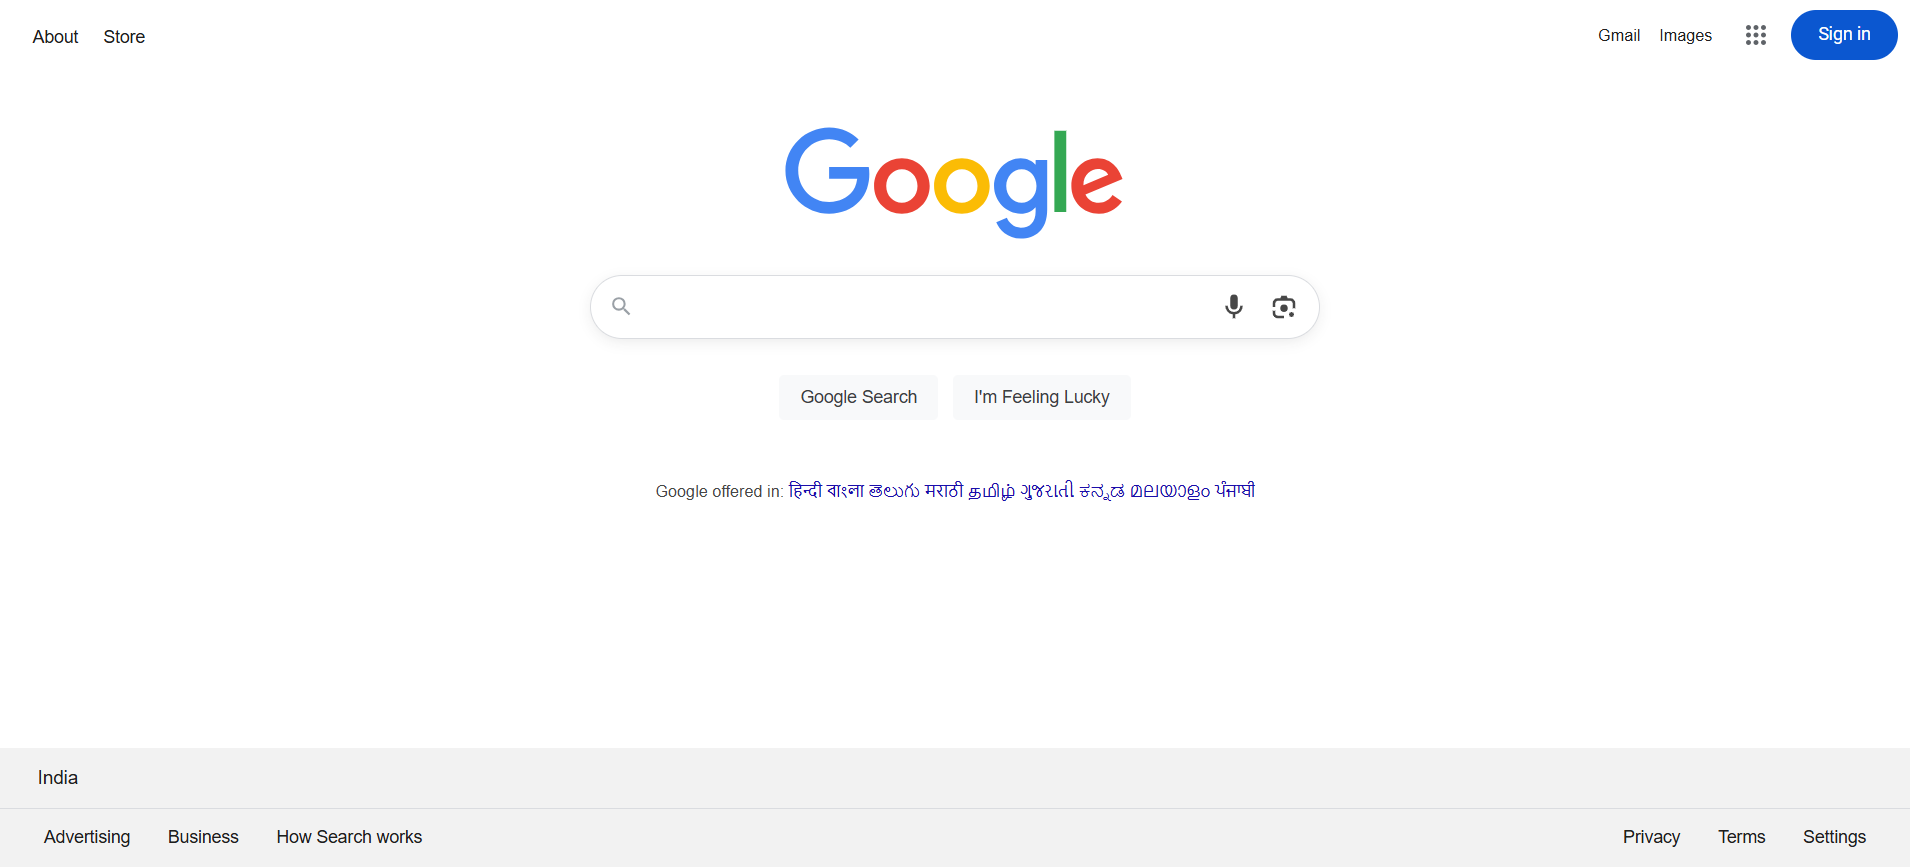 About Store Gmail Images Sign in
Google
Google Search I'm Feeling Lucky
Google offered in: हिन्दी বাংলা తెలుగు मराठी தமிழ் ગુજરાતી ಕನ್ನಡ മലയാളം ਪੰਜਾਬੀ
India
Advertising Business How Search works Privacy Terms Settings